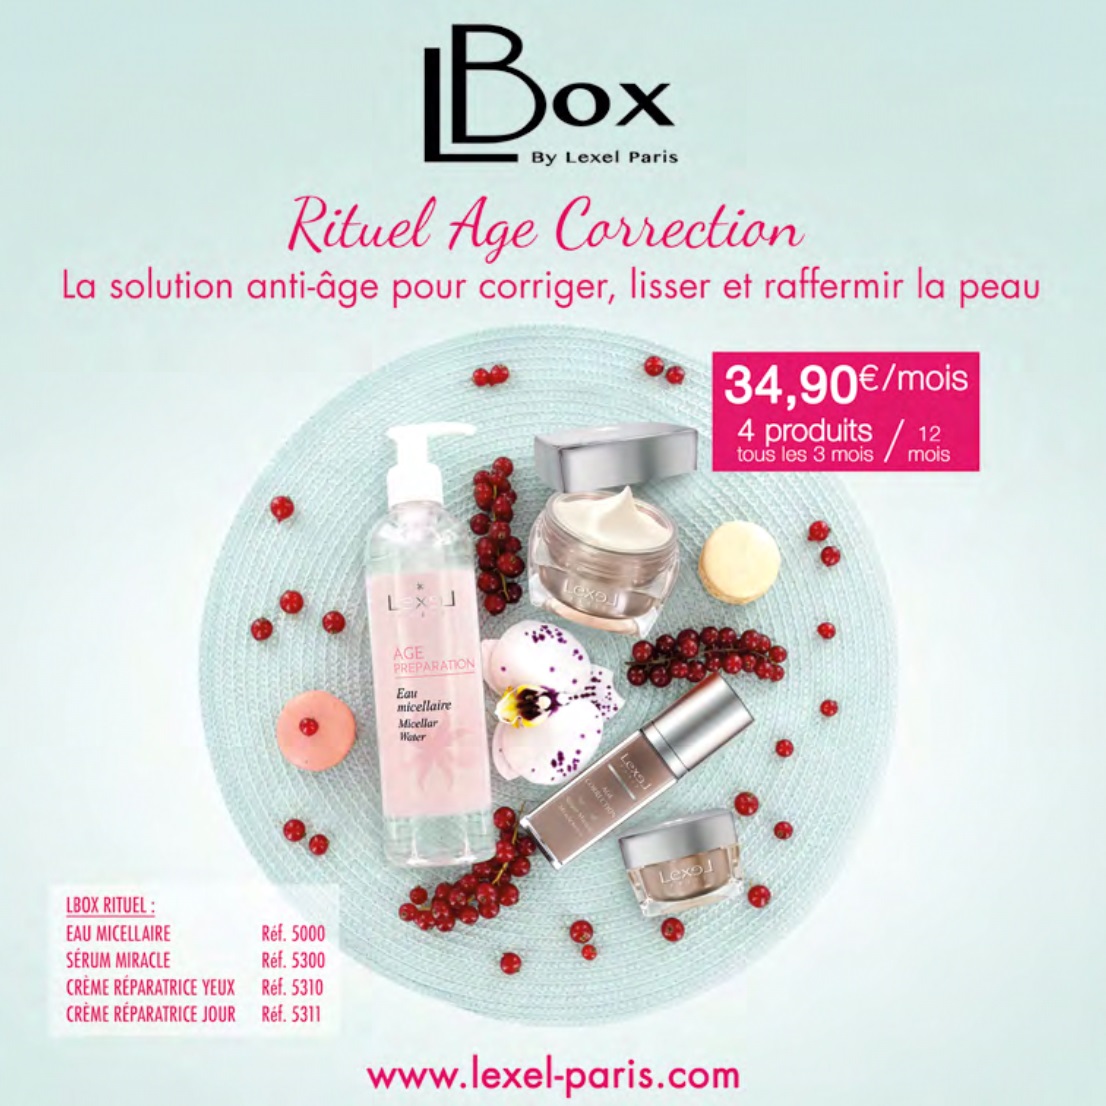 LBox
By Lexel Paris
Rituel Age Correction
La solution anti-âge pour corriger, lisser et raffermir la peau
34,90€/mois
4 produits / 12
tous les 3 mois mois
Lexel
Lexel
AGE
PREPARATION
Eau
micellaire
Micellar
Water
Lexel
AGE
CORRECTION
Lexel
LBOX RITUEL :
EAU MICELLAIRE Réf. 5000
SÉRUM MIRACLE Réf. 5300
CRÈME RÉPARATRICE YEUX Réf. 5310
CRÈME RÉPARATRICE JOUR Réf. 5311
www.lexel-paris.com